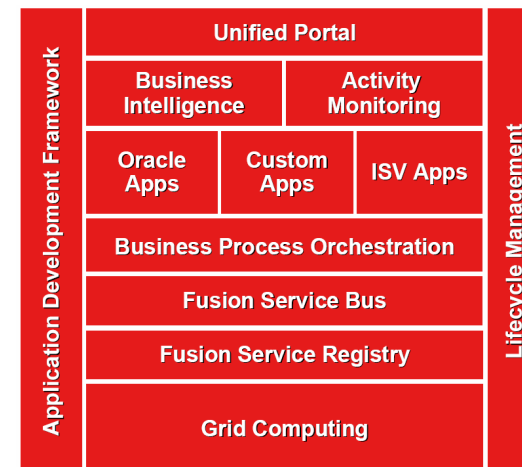 Application Development Framework
Unified Portal
Business
Intelligence
Activity
Monitoring
Oracle
Apps
Custom
Apps
ISV Apps
Business Process Orchestration
Fusion Service Bus
Fusion Service Registry
Grid Computing
Lifecycle Management